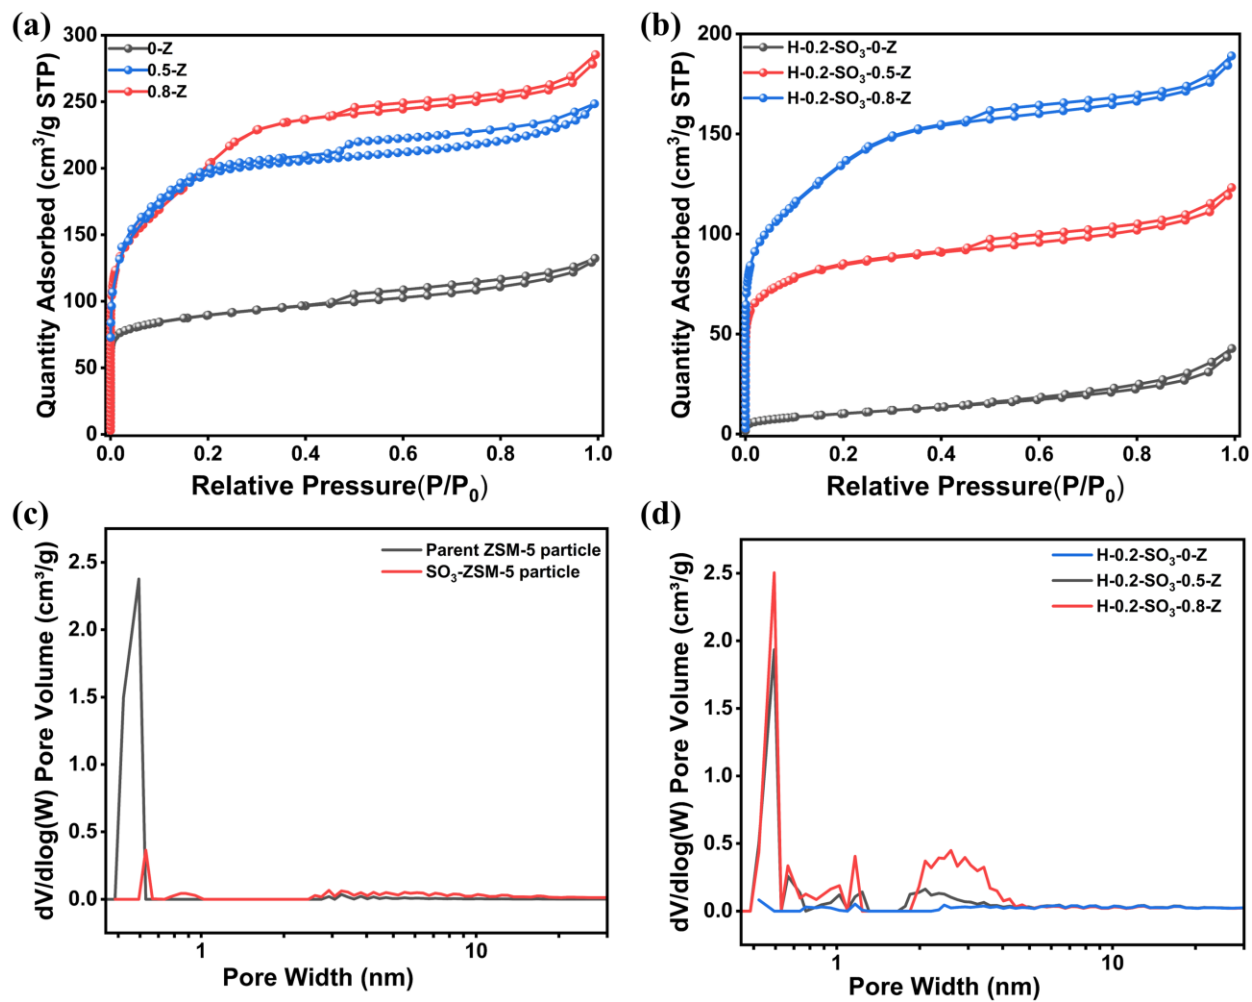 (a)
300
250
200
150
100
50
0
0.0 0.2 0.4 0.6 0.8 1.0
Quantity Adsorbed (cm³/g STP)
Relative Pressure(P/P₀)
0-Z
0.5-Z
0.8-Z
(b)
200
150
100
50
0
0.0 0.2 0.4 0.6 0.8 1.0
Quantity Adsorbed (cm³/g STP)
Relative Pressure(P/P₀)
H-0.2-SO₃-0-Z
H-0.2-SO₃-0.5-Z
H-0.2-SO₃-0.8-Z
(c)
2.5
2.0
1.5
1.0
0.5
0.0
1 10
dV/dlog(W) Pore Volume (cm³/g)
Pore Width (nm)
Parent ZSM-5 particle
SO₃-ZSM-5 particle
(d)
2.5
2.0
1.5
1.0
0.5
0.0
1 10
dV/dlog(W) Pore Volume (cm³/g)
Pore Width (nm)
H-0.2-SO₃-0-Z
H-0.2-SO₃-0.5-Z
H-0.2-SO₃-0.8-Z